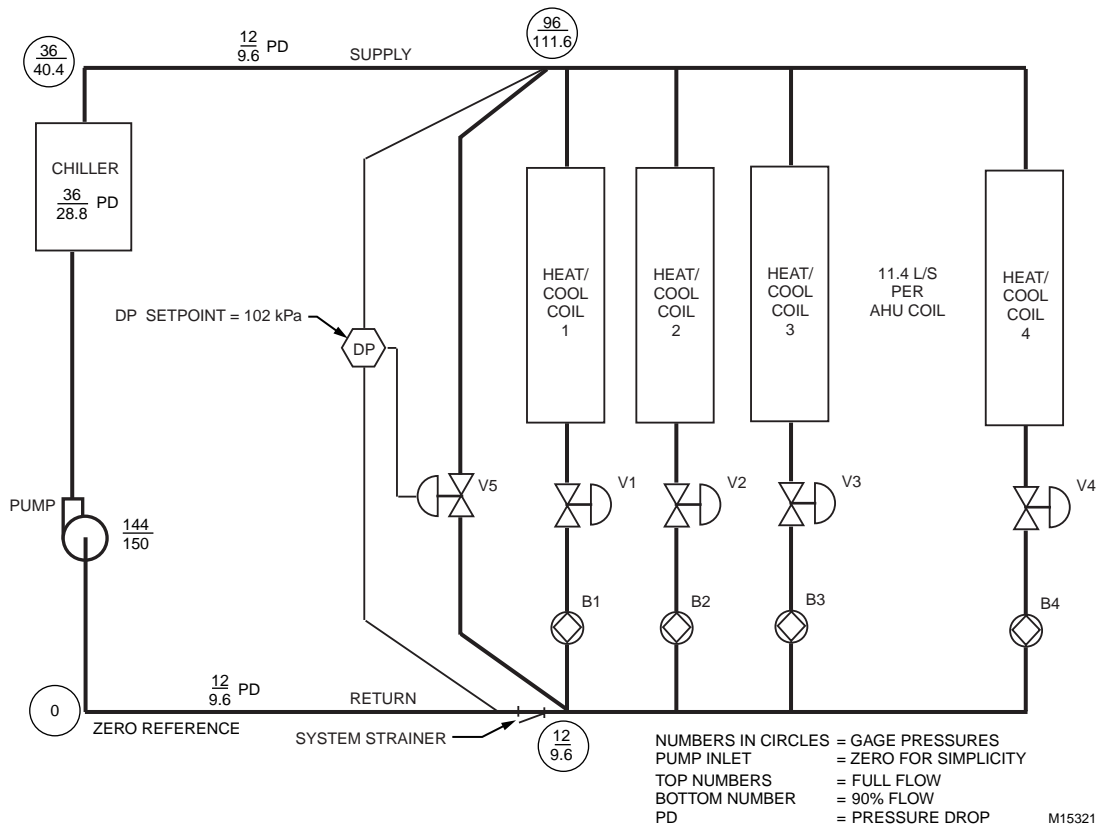 36
40.4
12
9.6 PD
SUPPLY
96
111.6
CHILLER
36
28.8 PD
DP SETPOINT = 102 kPa
DP
HEAT/
COOL
COIL
1
HEAT/
COOL
COIL
2
HEAT/
COOL
COIL
3
11.4 L/S
PER
AHU COIL
HEAT/
COOL
COIL
4
PUMP
144
150
V5
V1
V2
V3
V4
B1
B2
B3
B4
12
9.6 PD
RETURN
0
ZERO REFERENCE
SYSTEM STRAINER
12
9.6
NUMBERS IN CIRCLES = GAGE PRESSURES
PUMP INLET = ZERO FOR SIMPLICITY
TOP NUMBERS = FULL FLOW
BOTTOM NUMBER = 90% FLOW
PD = PRESSURE DROP
M15321